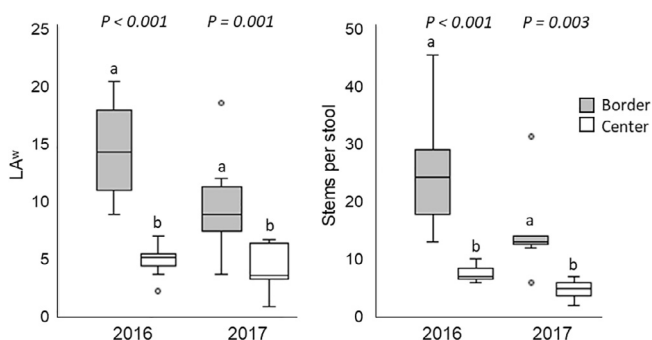 P < 0.001 P = 0.001
25
20
15
10
5
0
LAw
a
b
a
b
2016 2017
P < 0.001 P = 0.003
50
40
30
20
10
0
Stems per stool
a
b
a
b
2016 2017
Border
Center